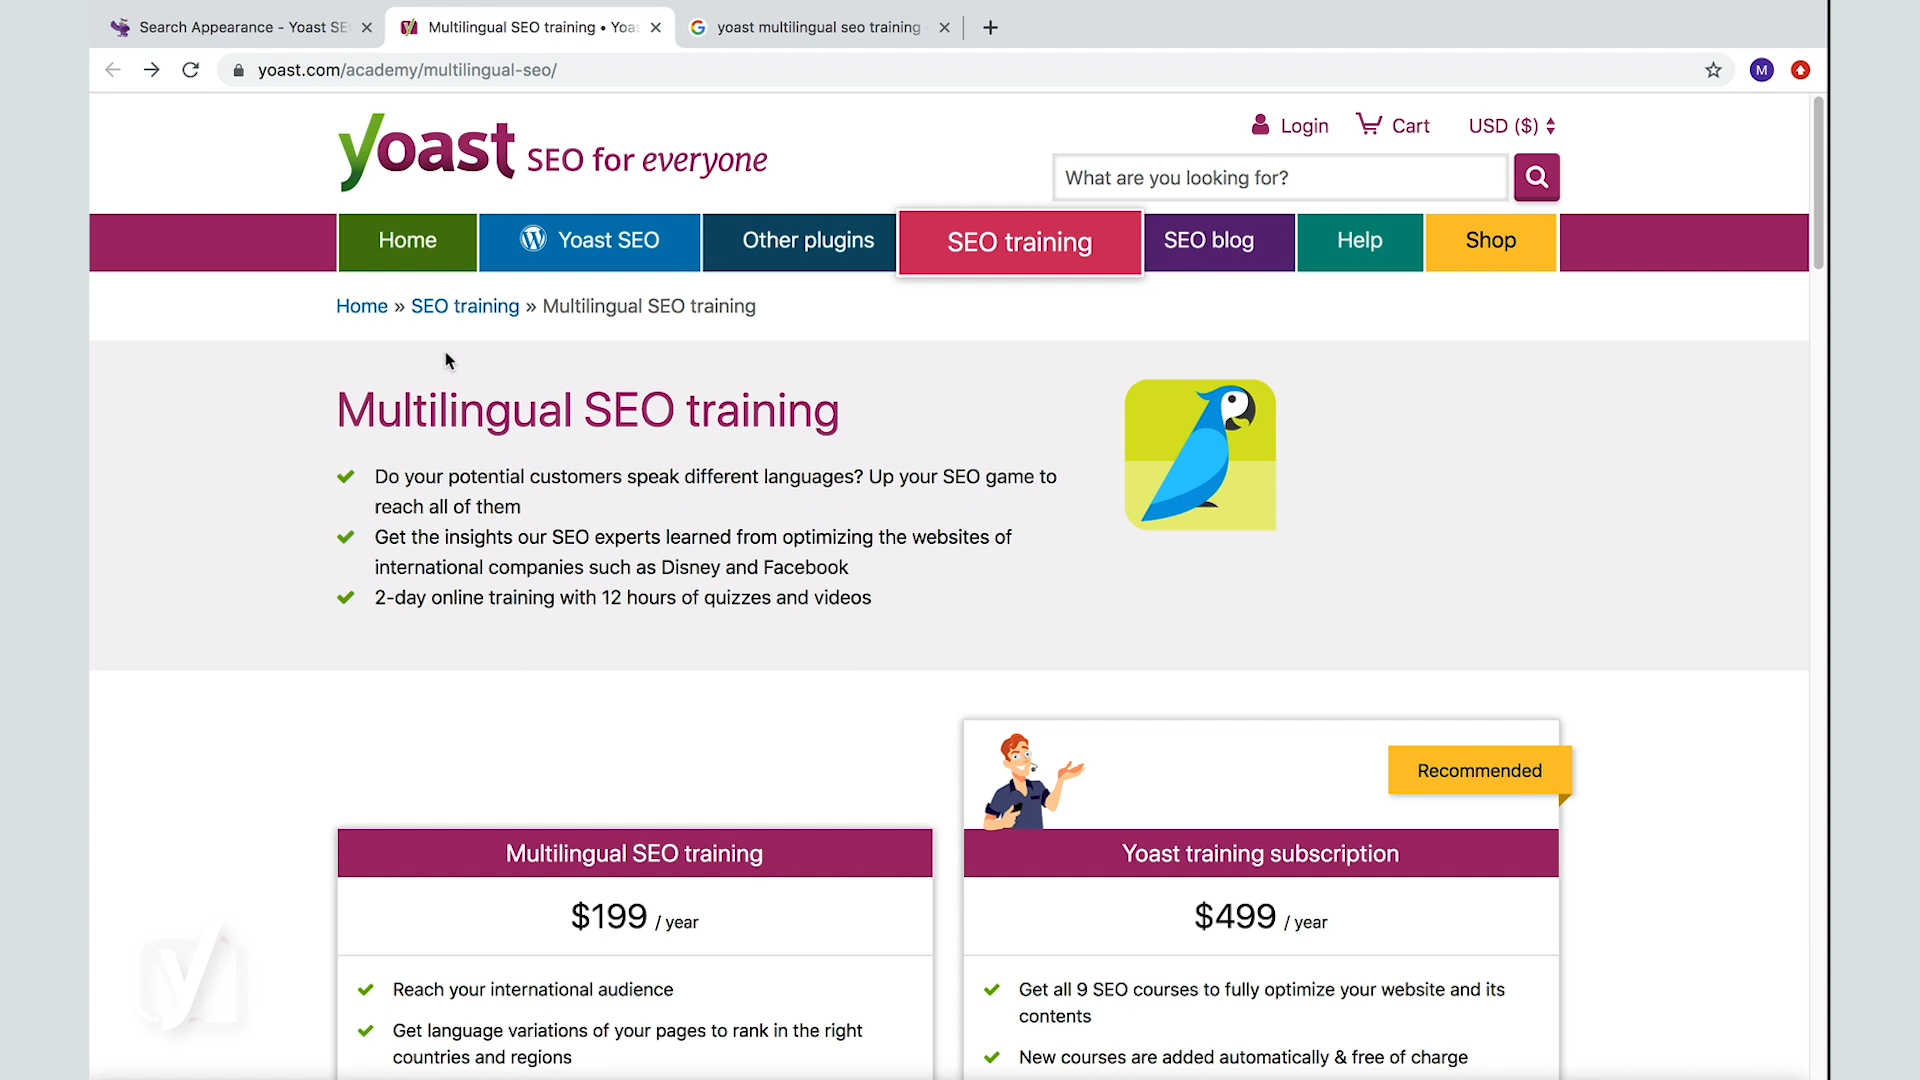 Search Appearance - Yoast SE
Multilingual SEO training • Yoas
yoast multilingual seo training
yoast.com/academy/multilingual-seo/
M
yoast SEO for everyone
Login
Cart
USD ($)
What are you looking for?
Home
Yoast SEO
Other plugins
SEO training
SEO blog
Help
Shop
Home » SEO training » Multilingual SEO training
Multilingual SEO training
Do your potential customers speak different languages? Up your SEO game to
reach all of them
Get the insights our SEO experts learned from optimizing the websites of
international companies such as Disney and Facebook
2-day online training with 12 hours of quizzes and videos
Multilingual SEO training
$199 / year
Reach your international audience
Get language variations of your pages to rank in the right
countries and regions
Recommended
Yoast training subscription
$499 / year
Get all 9 SEO courses to fully optimize your website and its
contents
New courses are added automatically & free of charge
y